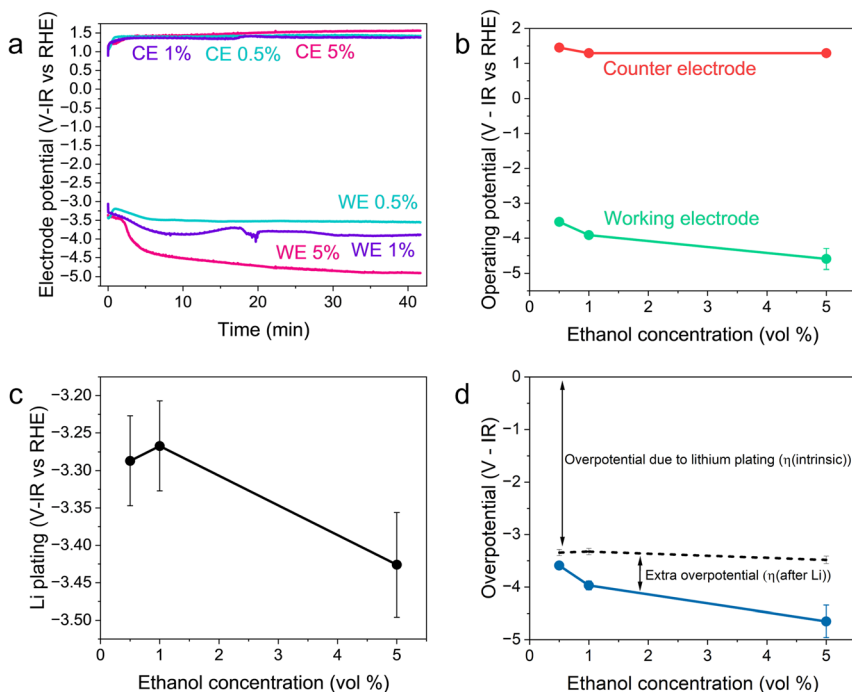 a
Electrode potential (V-IR vs RHE)
1.5
1.0
0.5
0.0
−0.5
−1.0
−1.5
−2.0
−2.5
−3.0
−3.5
−4.0
−4.5
−5.0
CE 1% CE 0.5% CE 5%
WE 0.5%
WE 5% WE 1%
0 10 20 30 40
Time (min)
b
Operating potential (V - IR vs RHE)
2
1
0
−1
−2
−3
−4
−5
Counter electrode
Working electrode
0 1 2 3 4 5
Ethanol concentration (vol %)
c
Li plating (V-IR vs RHE)
−3.20
−3.25
−3.30
−3.35
−3.40
−3.45
−3.50
0 1 2 3 4 5
Ethanol concentration (vol %)
d
Overpotential (V - IR)
0
−1
−2
−3
−4
−5
Overpotential due to lithium plating (η(intrinsic))
Extra overpotential (η(after Li))
0 1 2 3 4 5
Ethanol concentration (vol %)